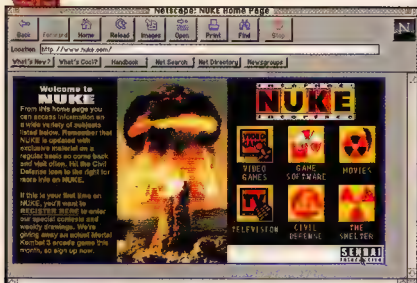 Netscape: NUKE Home Page
Back Forward Home Reload Images Open Print Find Stop
N
Location: http://www.nuke.com/
What's New? What's Cool? Handbook Net Search Net Directory Newsgroups
Welcome to
NUKE
From this home page you
can access information on
a wide variety of subjects
listed below. Remember that
NUKE is updated with
exclusive material on a
regular basis so come back
and visit often. Hit the Civil
Defense icon to the right for
more info on NUKE.
If this is your first time on
NUKE, you'll want to
REGISTER HERE to enter
our special contests and
weekly drawings. We're
giving away an actual Mortal
Kombat 3 arcade game this
month, so sign up now.
INTERNET
NUKE
INTERFACE
VIDEO
GAMES
GAME
SOFTWARE
MOVIES
TV
TELEVISION
CIVIL
DEFENSE
THE
SHELTER
SENDAI